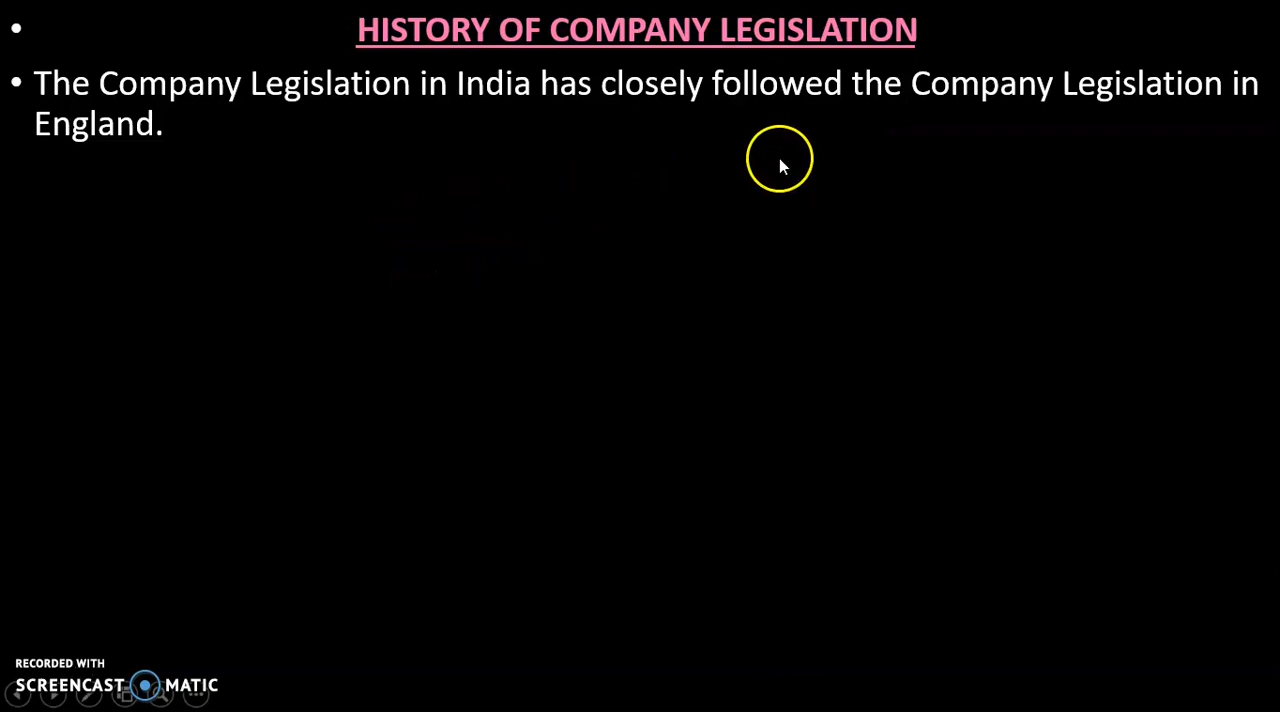 • HISTORY OF COMPANY LEGISLATION
• The Company Legislation in India has closely followed the Company Legislation in
England.
RECORDED WITH
SCREENCAST MATIC